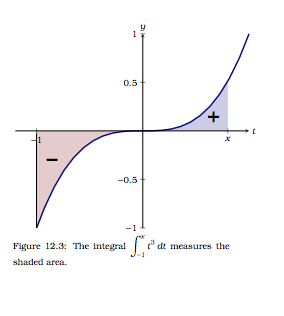 y
1
0.5
+
t
−1
x
−
−0.5
−1
Figure 12.3: The integral ∫_{−1}^{x} t³ dt measures the
shaded area.